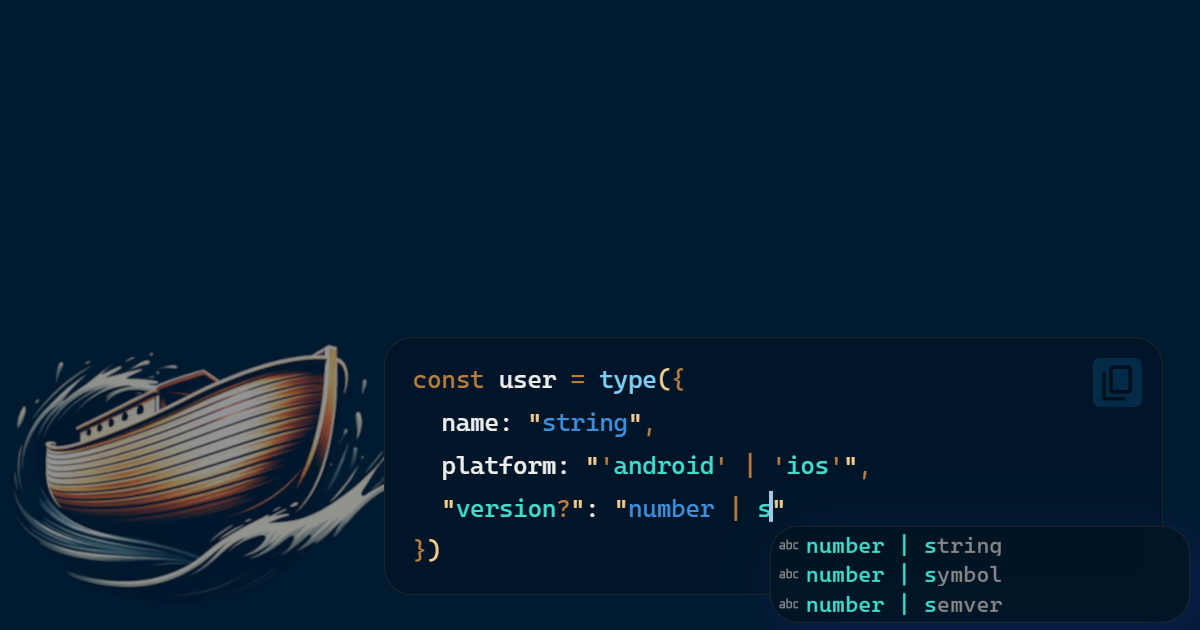 const user = type({
name: "string",
platform: "'android' | 'ios'",
"version?": "number | s"
})
abc number | string
abc number | symbol
abc number | semver